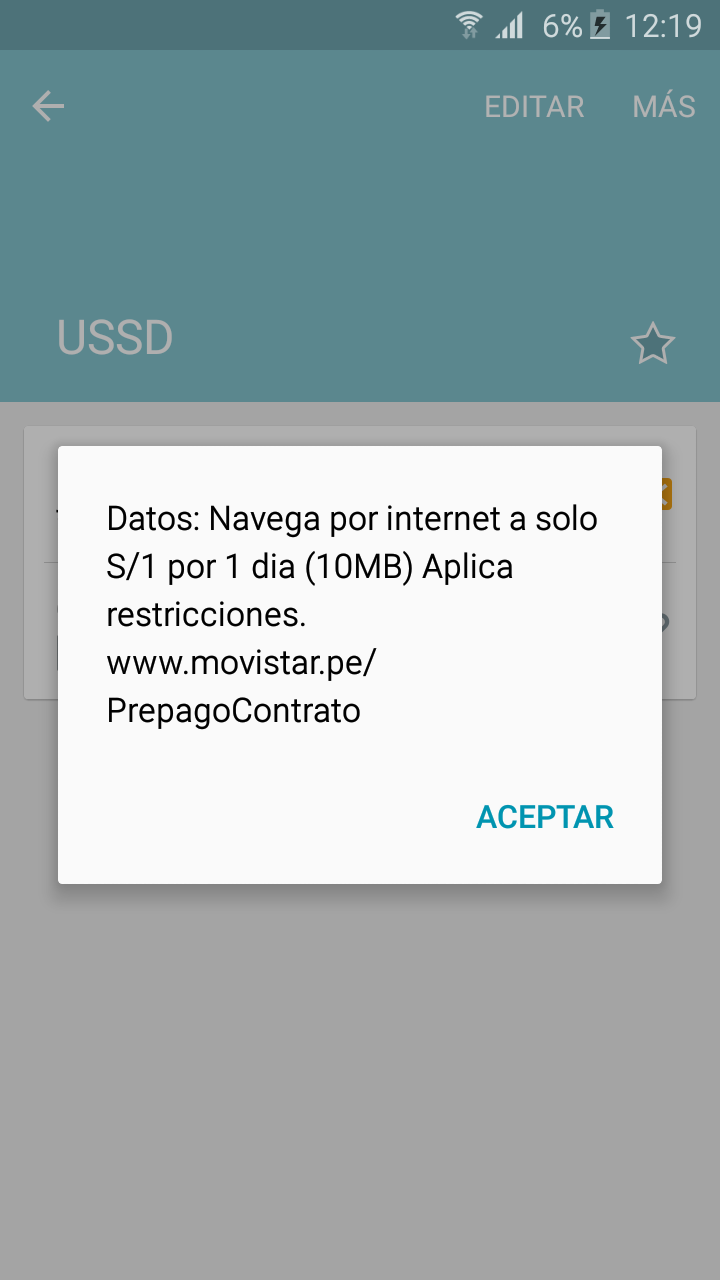 6% 12:19
EDITAR MÁS
USSD
Datos: Navega por internet a solo
S/1 por 1 dia (10MB) Aplica
restricciones.
www.movistar.pe/
PrepagoContrato
ACEPTAR